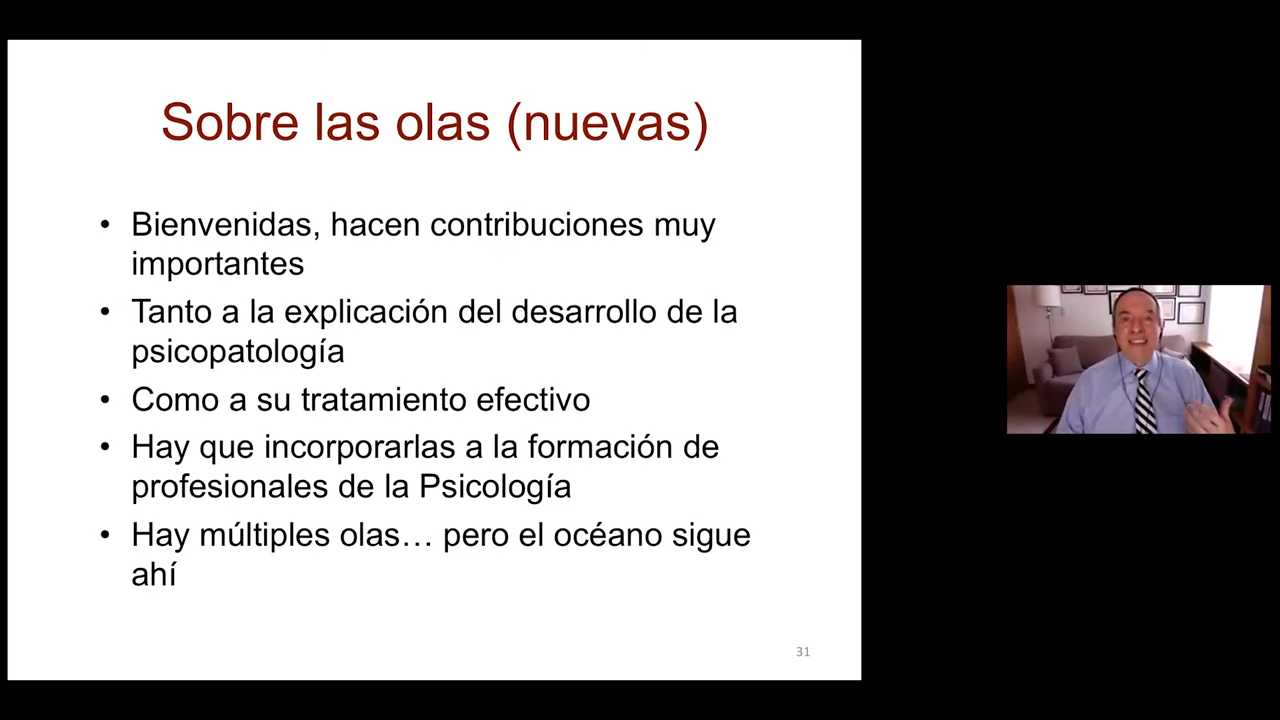 Sobre las olas (nuevas)
• Bienvenidas, hacen contribuciones muy
importantes
• Tanto a la explicación del desarrollo de la
psicopatología
• Como a su tratamiento efectivo
• Hay que incorporarlas a la formación de
profesionales de la Psicología
• Hay múltiples olas… pero el océano sigue
ahí
31